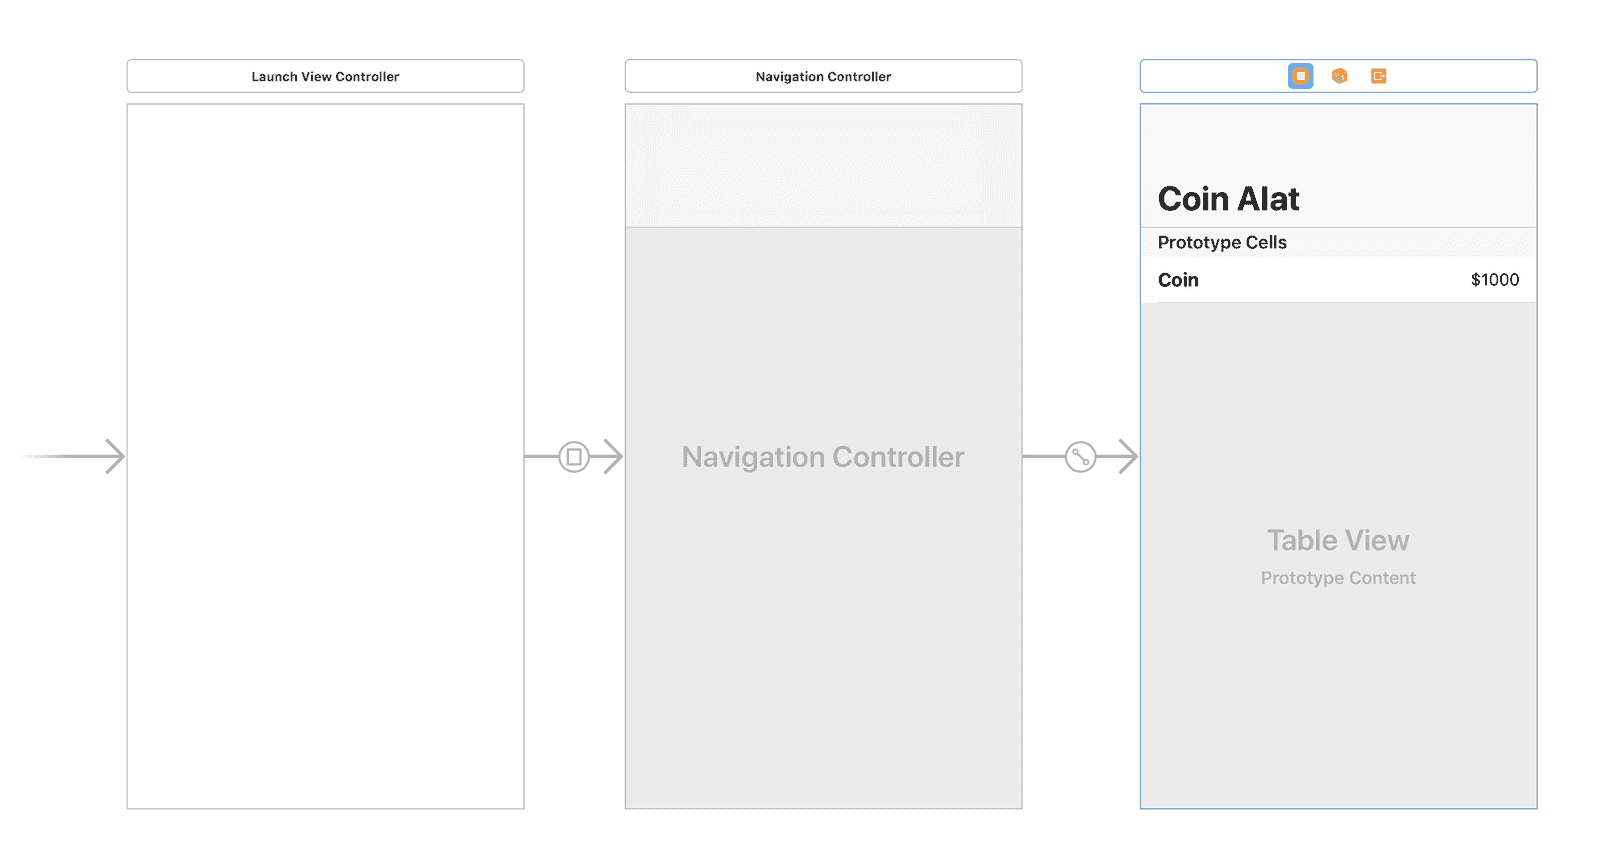 Launch View Controller
Navigation Controller
Coin Alat
Prototype Cells
Coin $1000
Navigation Controller
Table View
Prototype Content